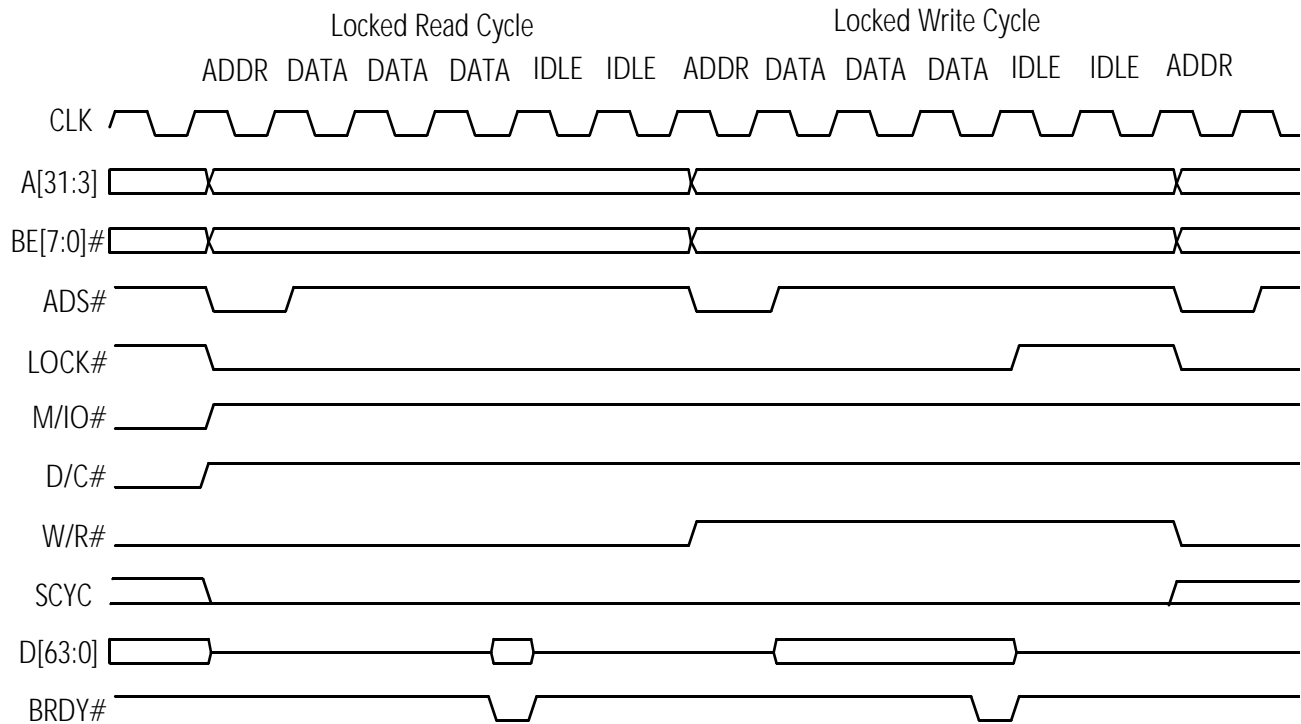 Locked Read Cycle Locked Write Cycle
ADDR DATA DATA DATA IDLE IDLE ADDR DATA DATA DATA IDLE IDLE ADDR
CLK
A[31:3]
BE[7:0]#
ADS#
LOCK#
M/IO#
D/C#
W/R#
SCYC
D[63:0]
BRDY#